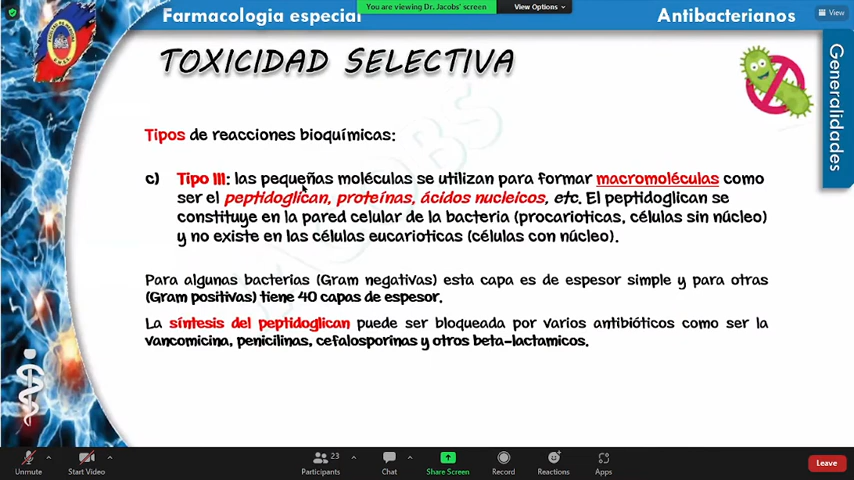 Farmacologia especial
You are viewing Dr. Jacobs' screen
View Options
Antibacterianos
View
TOXICIDAD SELECTIVA
Generalidades
Tipos de reacciones bioquímicas:
c) Tipo III: las pequeñas moléculas se utilizan para formar macromoléculas como
ser el peptidoglican, proteínas, ácidos nucleicos, etc. El peptidoglican se
constituye en la pared celular de la bacteria (procarioticas, células sin núcleo)
y no existe en las células eucarioticas (células con núcleo).
Para algunas bacterias (Gram negativas) esta capa es de espesor simple y para otras
(Gram positivas) tiene 40 capas de espesor.
La síntesis del peptidoglican puede ser bloqueada por varios antibióticos como ser la
vancomicina, penicilinas, cefalosporinas y otros beta-lactamicos.
Unmute
Start Video
23
Participants
Chat
Share Screen
Record
Reactions
Apps
Leave